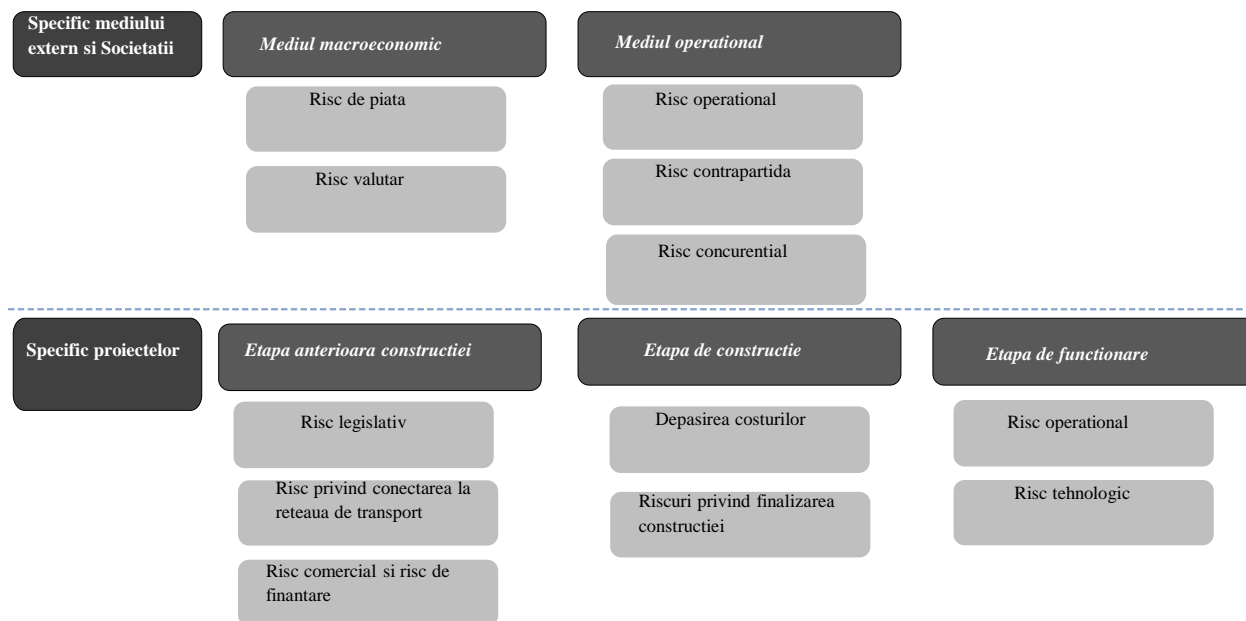 Specific mediului
extern si Societatii
Mediul macroeconomic
Mediul operational
Risc de piata
Risc operational
Risc valutar
Risc contrapartida
Risc concurential
Specific proiectelor
Etapa anterioara constructiei
Etapa de constructie
Etapa de functionare
Risc legislativ
Depasirea costurilor
Risc operational
Risc privind conectarea la
reteaua de transport
Riscuri privind finalizarea
constructiei
Risc tehnologic
Risc comercial si risc de
finantare